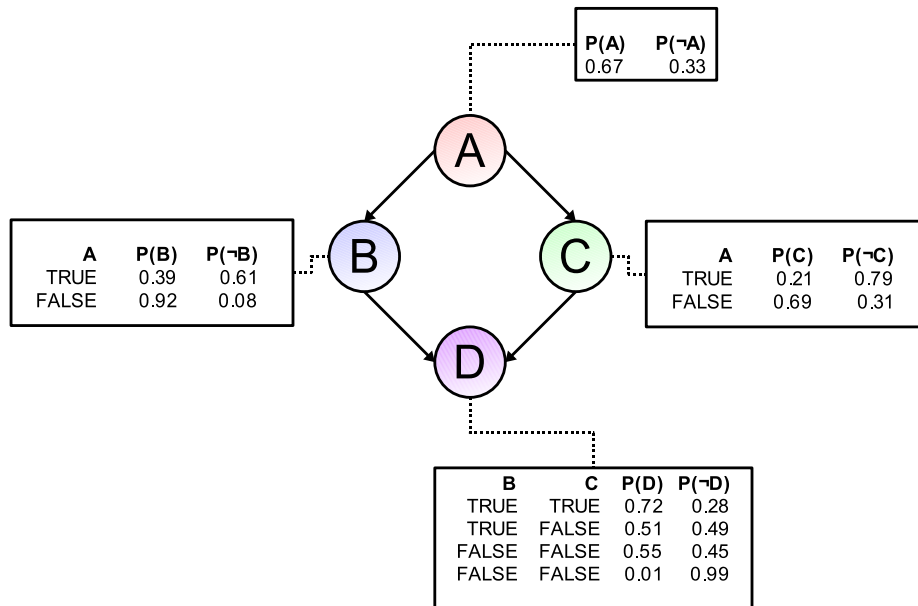 P(A) P(¬A)
0.67 0.33
A
B
C
A P(B) P(¬B)
TRUE 0.39 0.61
FALSE 0.92 0.08
A P(C) P(¬C)
TRUE 0.21 0.79
FALSE 0.69 0.31
D
B C P(D) P(¬D)
TRUE TRUE 0.72 0.28
TRUE FALSE 0.51 0.49
FALSE FALSE 0.55 0.45
FALSE FALSE 0.01 0.99